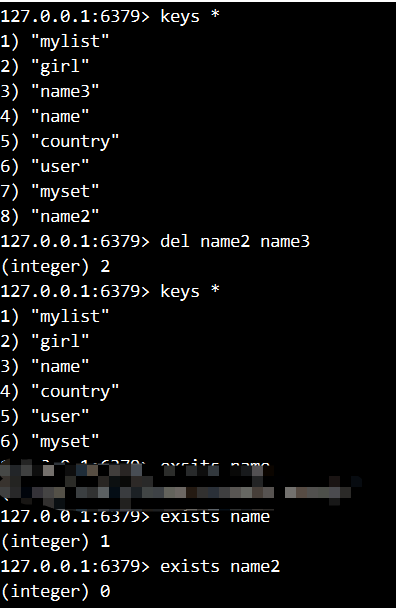 127.0.0.1:6379> keys *
1) "mylist"
2) "girl"
3) "name3"
4) "name"
5) "country"
6) "user"
7) "myset"
8) "name2"
127.0.0.1:6379> del name2 name3
(integer) 2
127.0.0.1:6379> keys *
1) "mylist"
2) "girl"
3) "name"
4) "country"
5) "user"
6) "myset"
127.0.0.1:6379> exists name
(integer) 1
127.0.0.1:6379> exists name2
(integer) 0